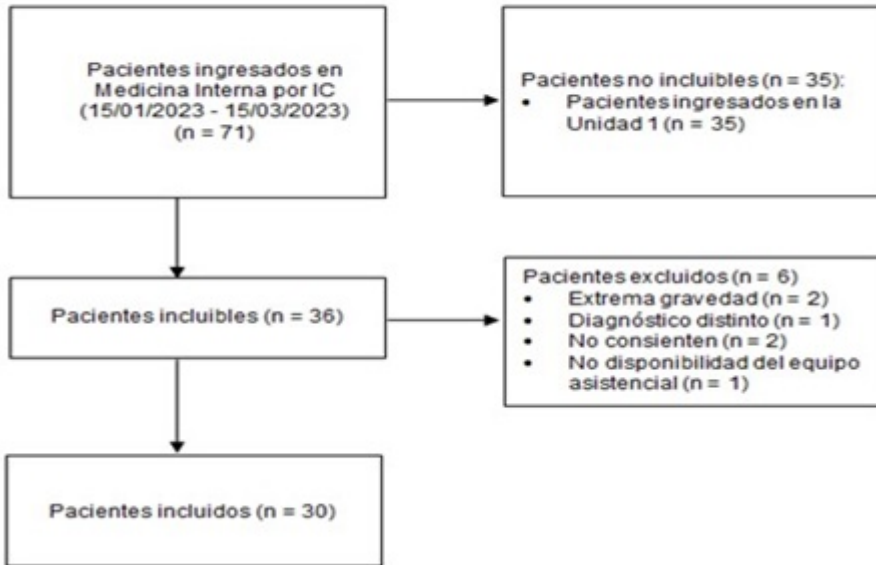 Pacientes ingresados en
Medicina Interna por IC
(15/01/2023 - 15/03/2023)
(n = 71)
Pacientes no incluibles (n = 35):
• Pacientes ingresados en la
Unidad 1 (n = 35)
Pacientes incluibles (n = 36)
Pacientes excluidos (n = 6)
• Extrema gravedad (n = 2)
• Diagnóstico distinto (n = 1)
• No consienten (n = 2)
• No disponibilidad del equipo
asistencial (n = 1)
Pacientes incluidos (n = 30)